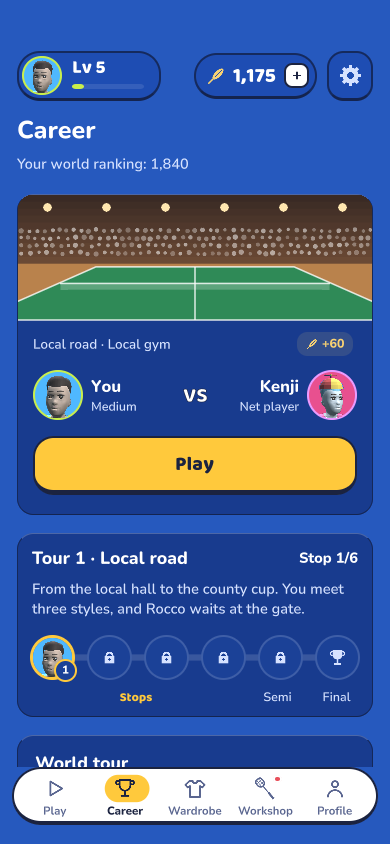 Lv 5
1,175
+
Career
Your world ranking: 1,840
Local road · Local gym
+60
You
Medium
VS
Kenji
Net player
Play
Tour 1 · Local road
Stop 1/6
From the local hall to the county cup. You meet
three styles, and Rocco waits at the gate.
1
Stops
Semi
Final
World tour
Play
Career
Wardrobe
Workshop
Profile